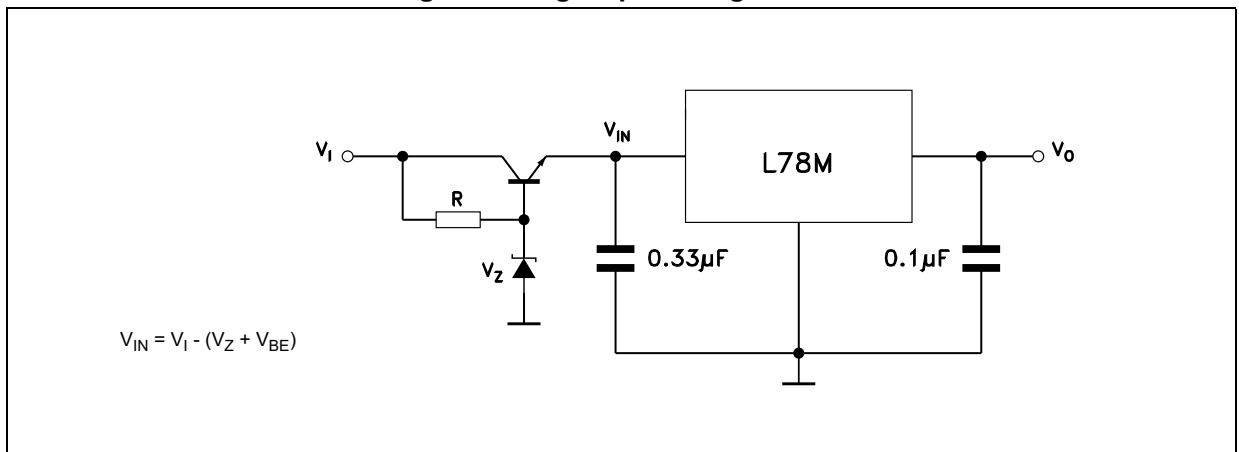 V_I
V_IN
L78M
V_O
R
V_Z
0.33µF
0.1µF
V_IN = V_I - (V_Z + V_BE)